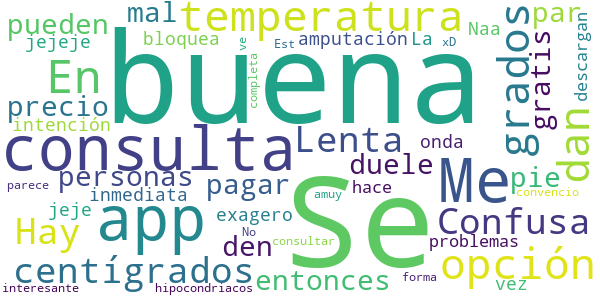 mal temperatura par
pueden
jejeje bloquea amputación La xD Naa
ve Est
buena
En
grados gratis descargan
precio completa dan
intención
consulta Lenta onda
Se
Me
personas duele pie
inmediata pagar hace
parece convencio
jeje exagero amuy
app
Hay den No Confusa
consultar problemas
centígrados entonces opción
vez
interesante hipocondriacos forma